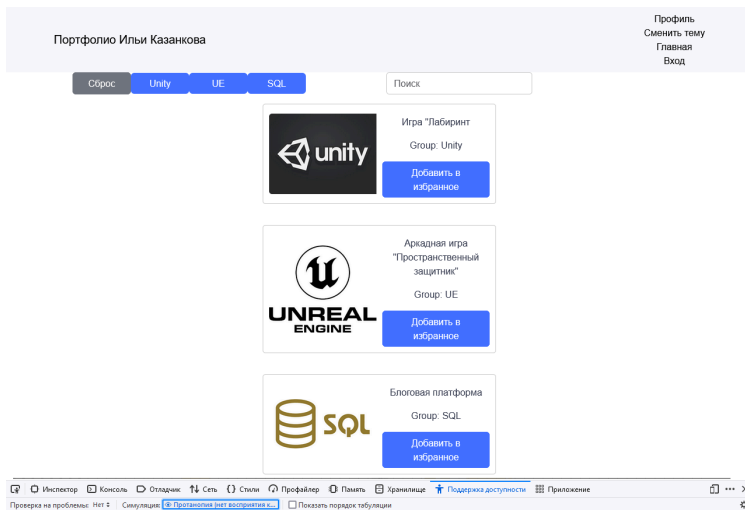 Профиль
Сменить тему
Портфолио Ильи Казанкова
Главная
Вход
Сброс Unity UE SQL Поиск
Игра "Лабиринт
unity
Group: Unity
Добавить в
избранное
Аркадная игра
"Пространственный
защитник"
Group: UE
UNREAL
ENGINE
Добавить в
избранное
Блоговая платформа
SQL
Group: SQL
Добавить в
избранное
Инспектор Консоль Отладчик Сеть {} Стили Профайлер Память Хранилище Поддержка доступности Приложение
Проверка на проблемы: Нет Симуляция: Протанопия (нет восприятия к... Показать порядок табуляции